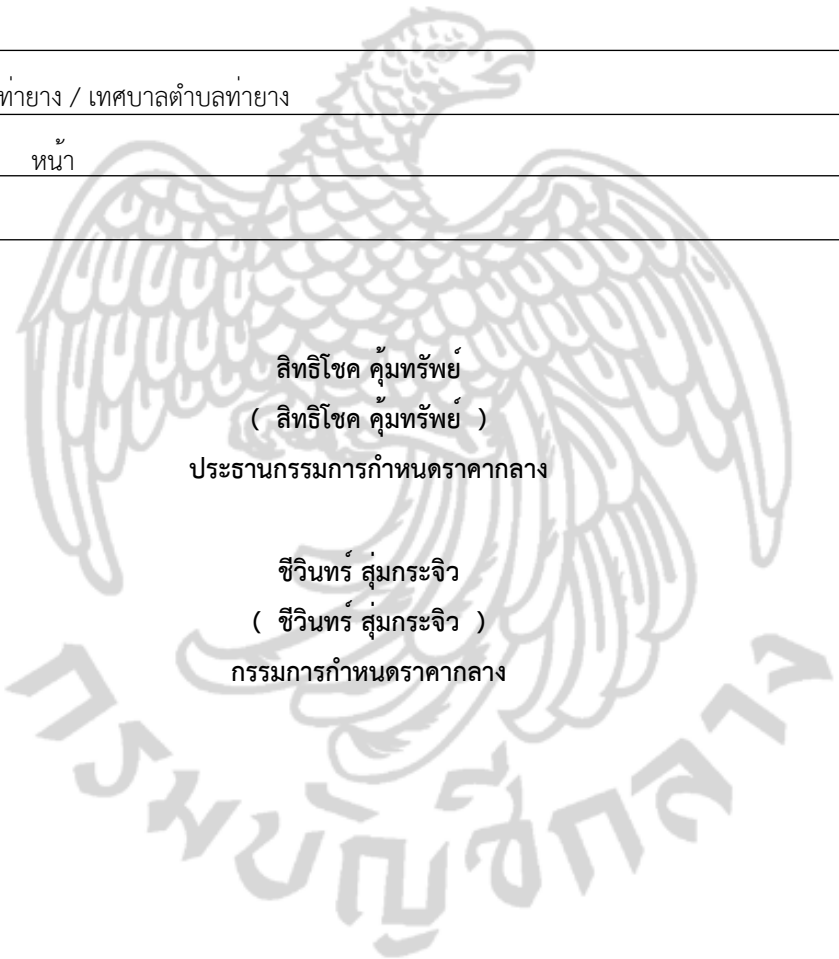 ท่ายาง / เทศบาลตำบลท่ายาง
หน้า
สิทธิโชค คุ้มทรัพย์
( สิทธิโชค คุ้มทรัพย์ )
ประธานกรรมการกำหนดราคากลาง
ชีวินทร์ สุ่มกระจิว
( ชีวินทร์ สุ่มกระจิว )
กรรมการกำหนดราคากลาง
กรมบัญชีกลาง